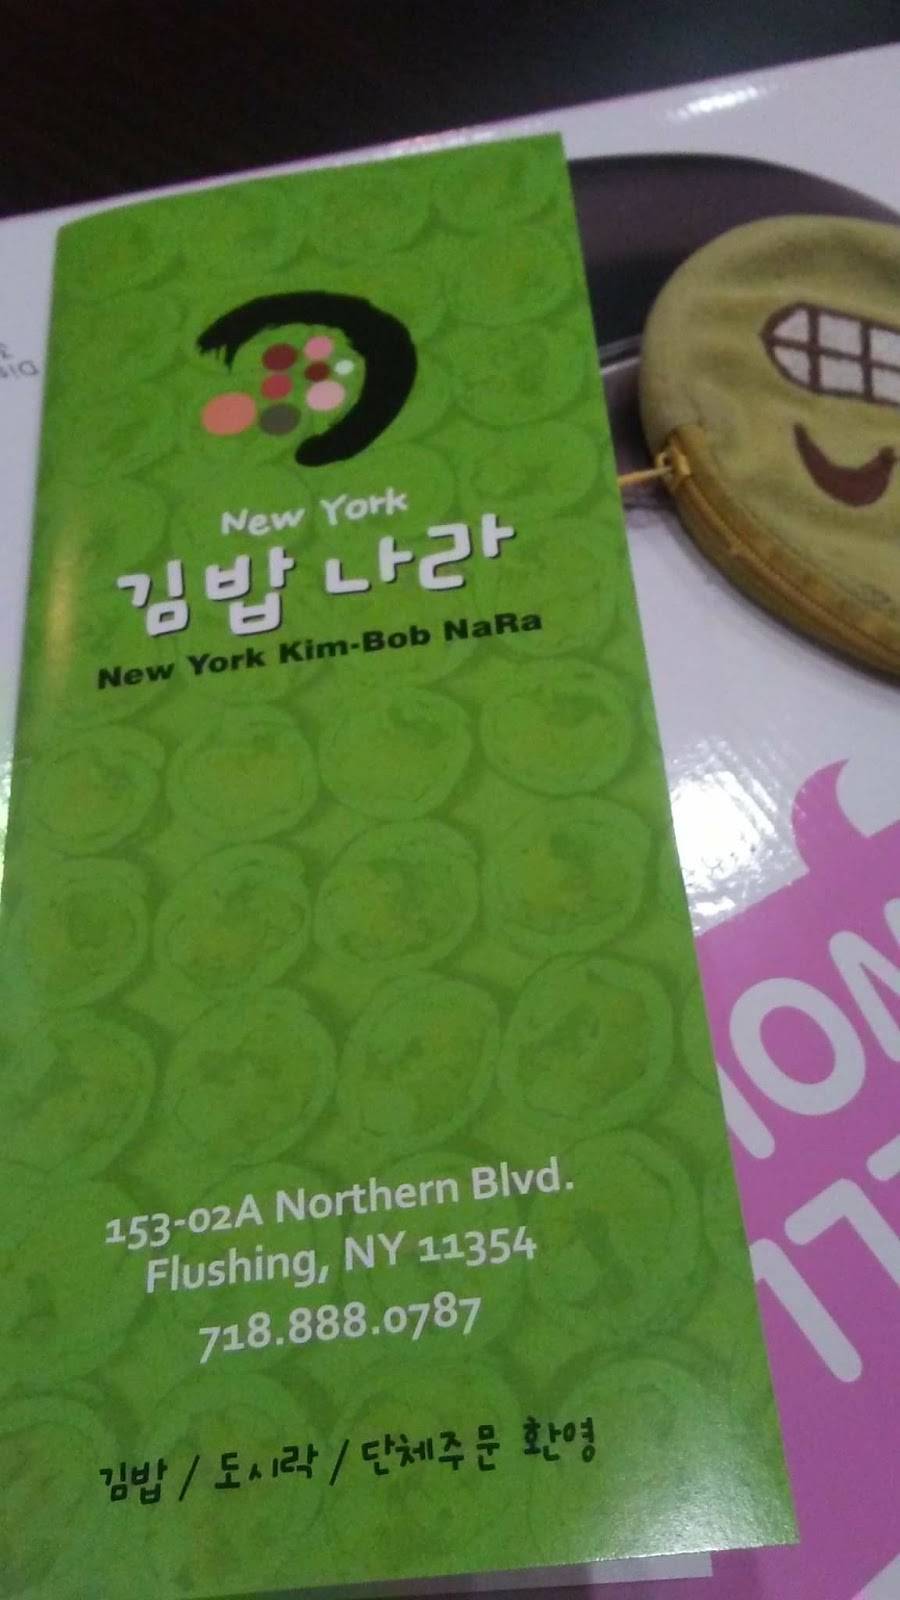 New York
김밥 나라
New York Kim-Bob NaRa
153-02A Northern Blvd.
Flushing, NY 11354
718.888.0787
김밥 / 도시락 / 단체주문 환영